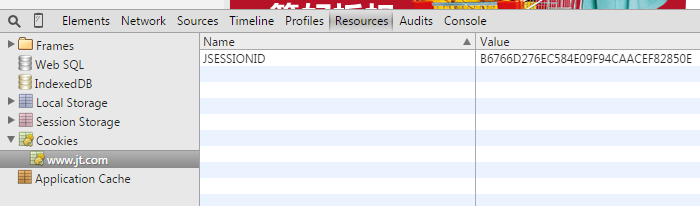 Elements Network Sources Timeline Profiles Resources Audits Console
Frames
Web SQL
IndexedDB
Local Storage
Session Storage
Cookies
www.jt.com
Application Cache
Name Value
JSESSIONID B6766D276EC584E09F94CAACEF82850E